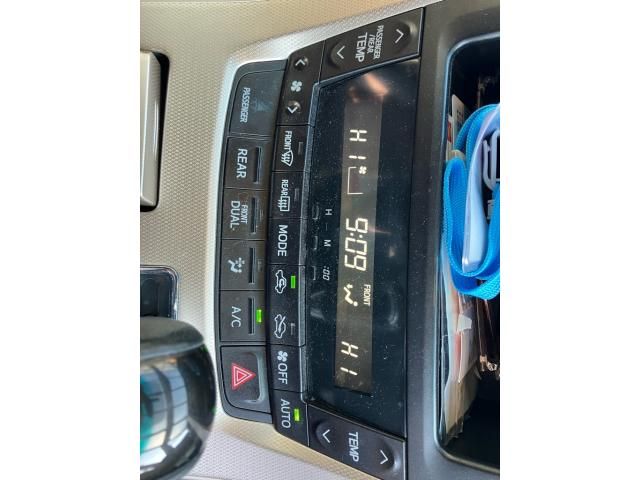 PASSENGER
/REAR
TEMP
HI 9:09 FRONT HI
TEMP
H M :00
FRONT REAR MODE OFF AUTO
PASSENGER REAR FRONT DUAL A/C